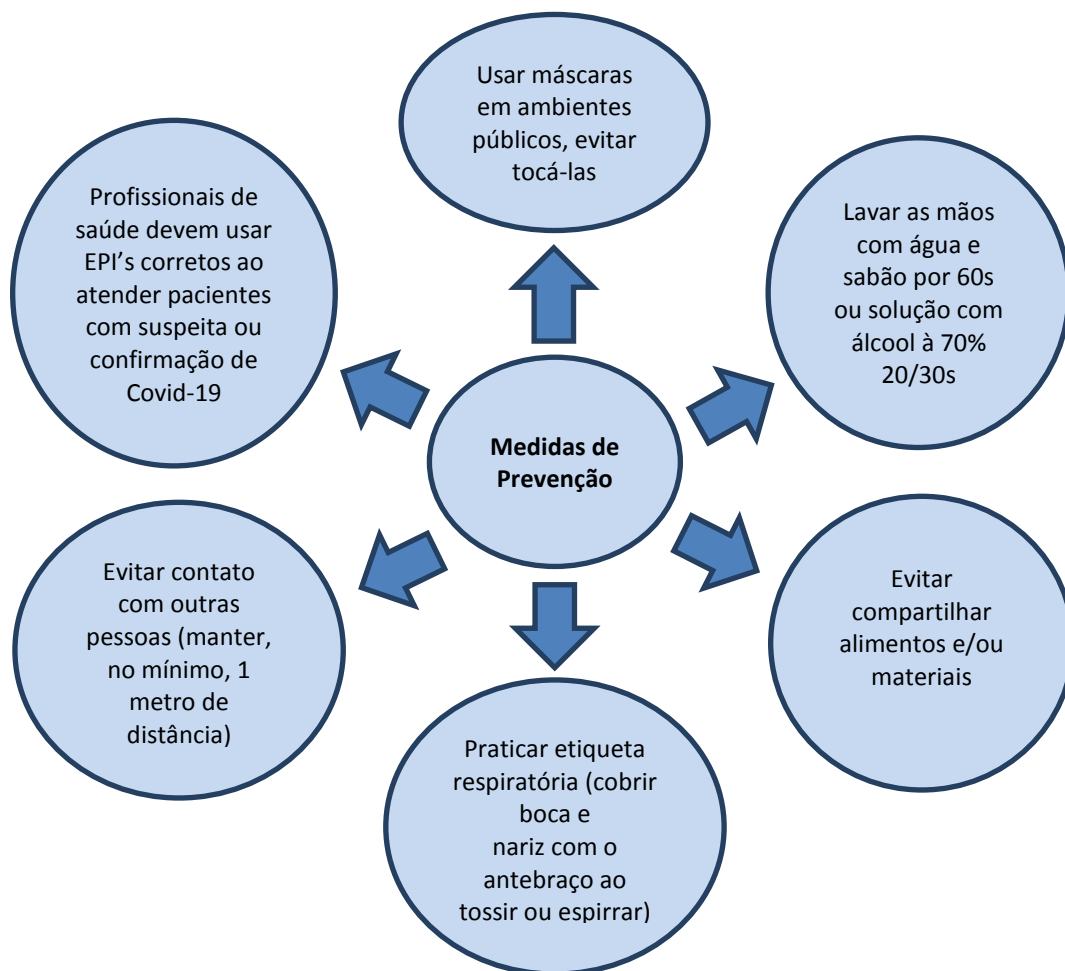 Usar máscaras
em ambientes
públicos, evitar
tocá-las
Lavar as mãos
com água e
sabão por 60s
ou solução com
álcool à 70%
20/30s
Evitar
compartilhar
alimentos e/ou
materiais
Praticar etiqueta
respiratória (cobrir
boca e
nariz com o
antebraço ao
tossir ou espirrar)
Evitar contato
com outras
pessoas (manter,
no mínimo, 1
metro de
distância)
Profissionais de
saúde devem usar
EPI’s corretos ao
atender pacientes
com suspeita ou
confirmação de
Covid-19
Medidas de
Prevenção